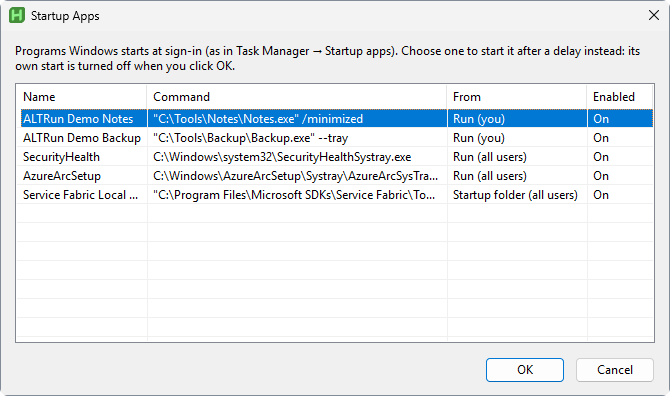 Startup Apps
Programs Windows starts at sign-in (as in Task Manager → Startup apps). Choose one to start it after a delay instead: its
own start is turned off when you click OK.
Name Command From Enabled
ALTRun Demo Notes "C:\Tools\Notes\Notes.exe" /minimized Run (you) On
ALTRun Demo Backup "C:\Tools\Backup\Backup.exe" --tray Run (you) On
SecurityHealth C:\Windows\system32\SecurityHealthSystray.exe Run (all users) On
AzureArcSetup C:\Windows\AzureArcSetup\Systray\AzureArcSysTra... Run (all users) On
Service Fabric Local ... "C:\Program Files\Microsoft SDKs\Service Fabric\To... Startup folder (all users) On
OK Cancel